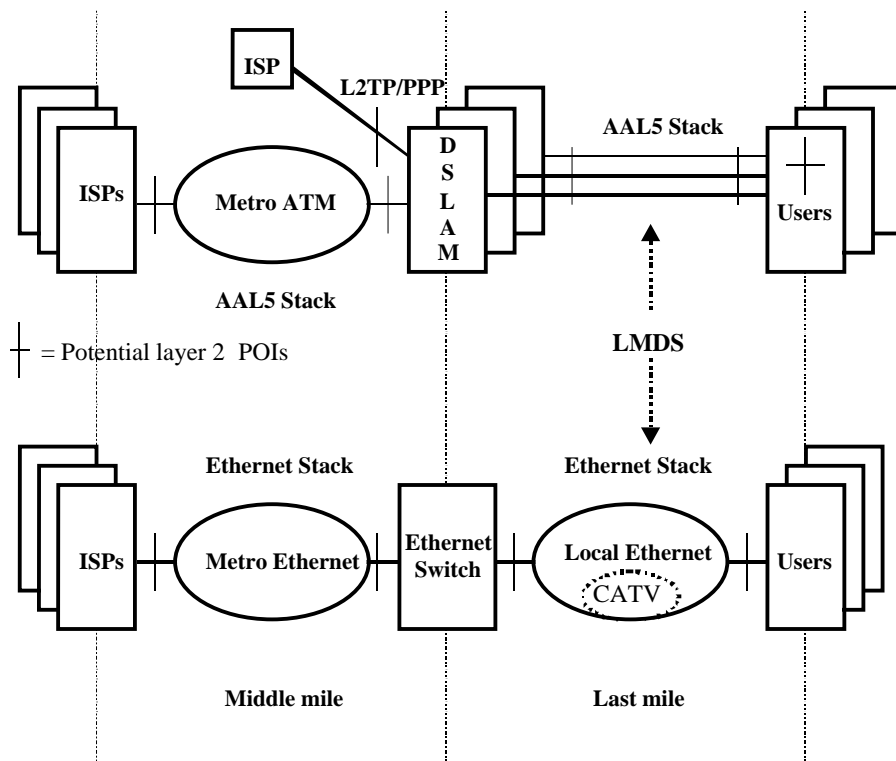 ISP
L2TP/PPP
AAL5 Stack
ISPs
Metro ATM
D
S
L
A
M
Users
AAL5 Stack
= Potential layer 2 POIs
LMDS
Ethernet Stack
Ethernet Stack
ISPs
Metro Ethernet
Ethernet
Switch
Local Ethernet
CATV
Users
Middle mile
Last mile